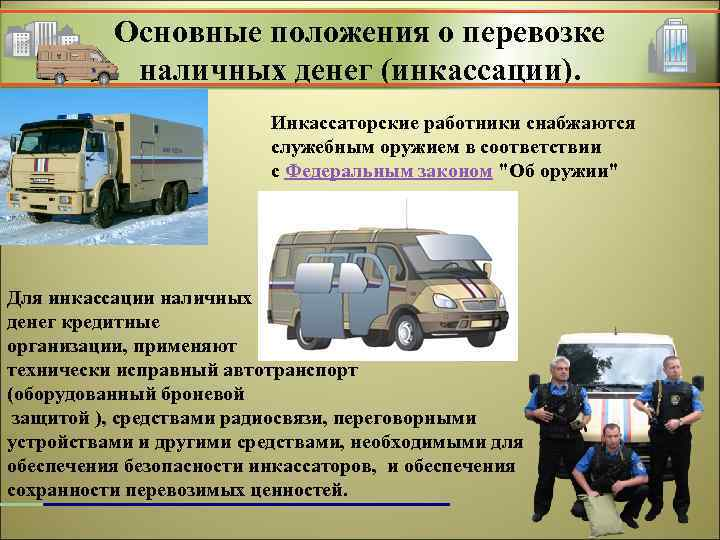 Основные положения о перевозке
наличных денег (инкассации).
Инкассаторские работники снабжаются
служебным оружием в соответствии
с Федеральным законом "Об оружии"
Для инкассации наличных
денег кредитные
организации, применяют
технически исправный автотранспорт
(оборудованный броневой
защитой ), средствами радиосвязи, переговорными
устройствами и другими средствами, необходимыми для
обеспечения безопасности инкассаторов, и обеспечения
сохранности перевозимых ценностей.